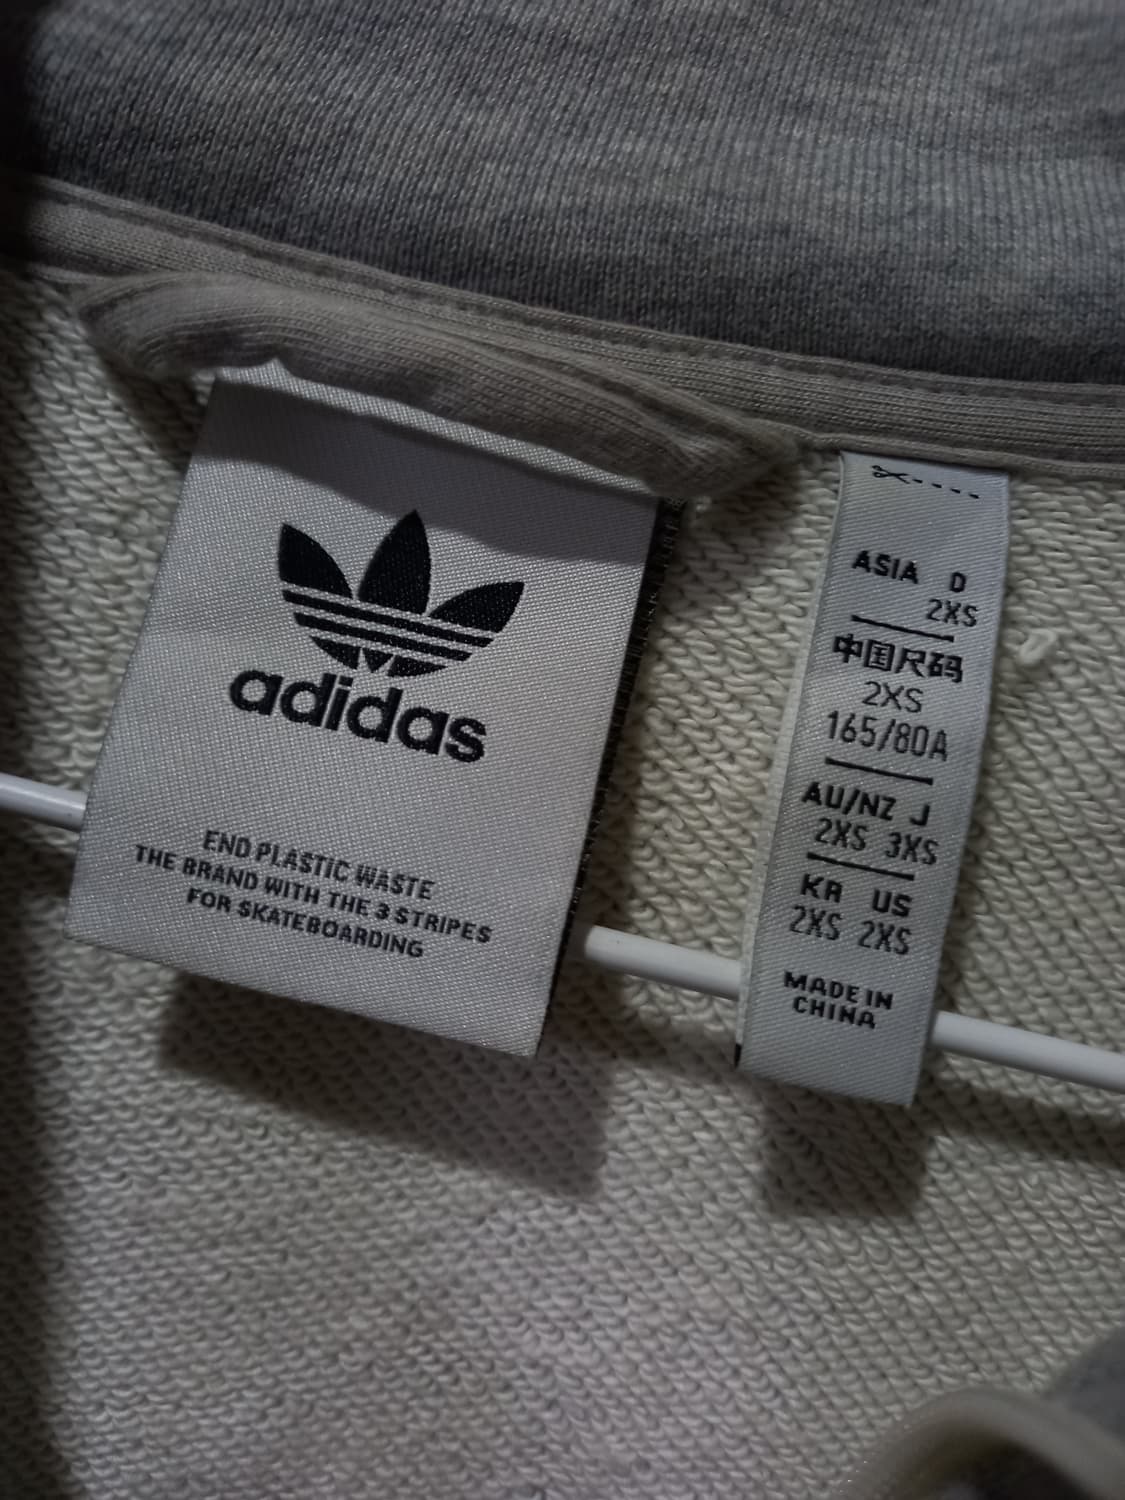 adidas
END PLASTIC WASTE
THE BRAND WITH THE 3 STRIPES
FOR SKATEBOARDING
ASIA D
2XS
中国尺码
2XS
165/80A
AU/NZ J
2XS 3XS
KR US
2XS 2XS
MADE IN
CHINA